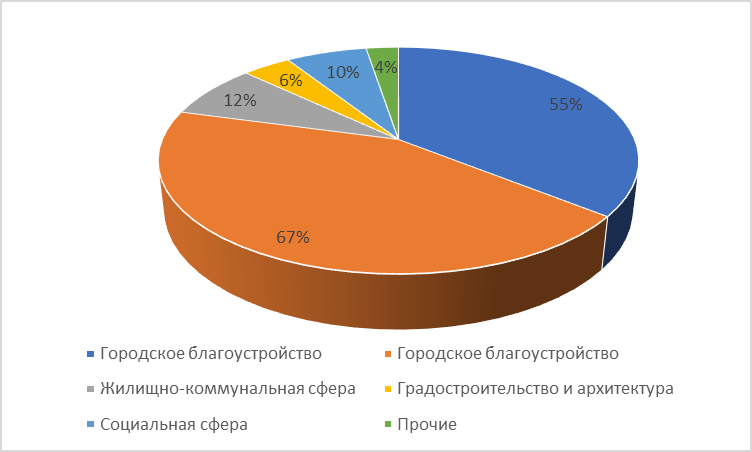 4%
10%
6%
12%
55%
67%
Городское благоустройство
Городское благоустройство
Жилищно-коммунальная сфера
Градостроительство и архитектура
Социальная сфера
Прочие